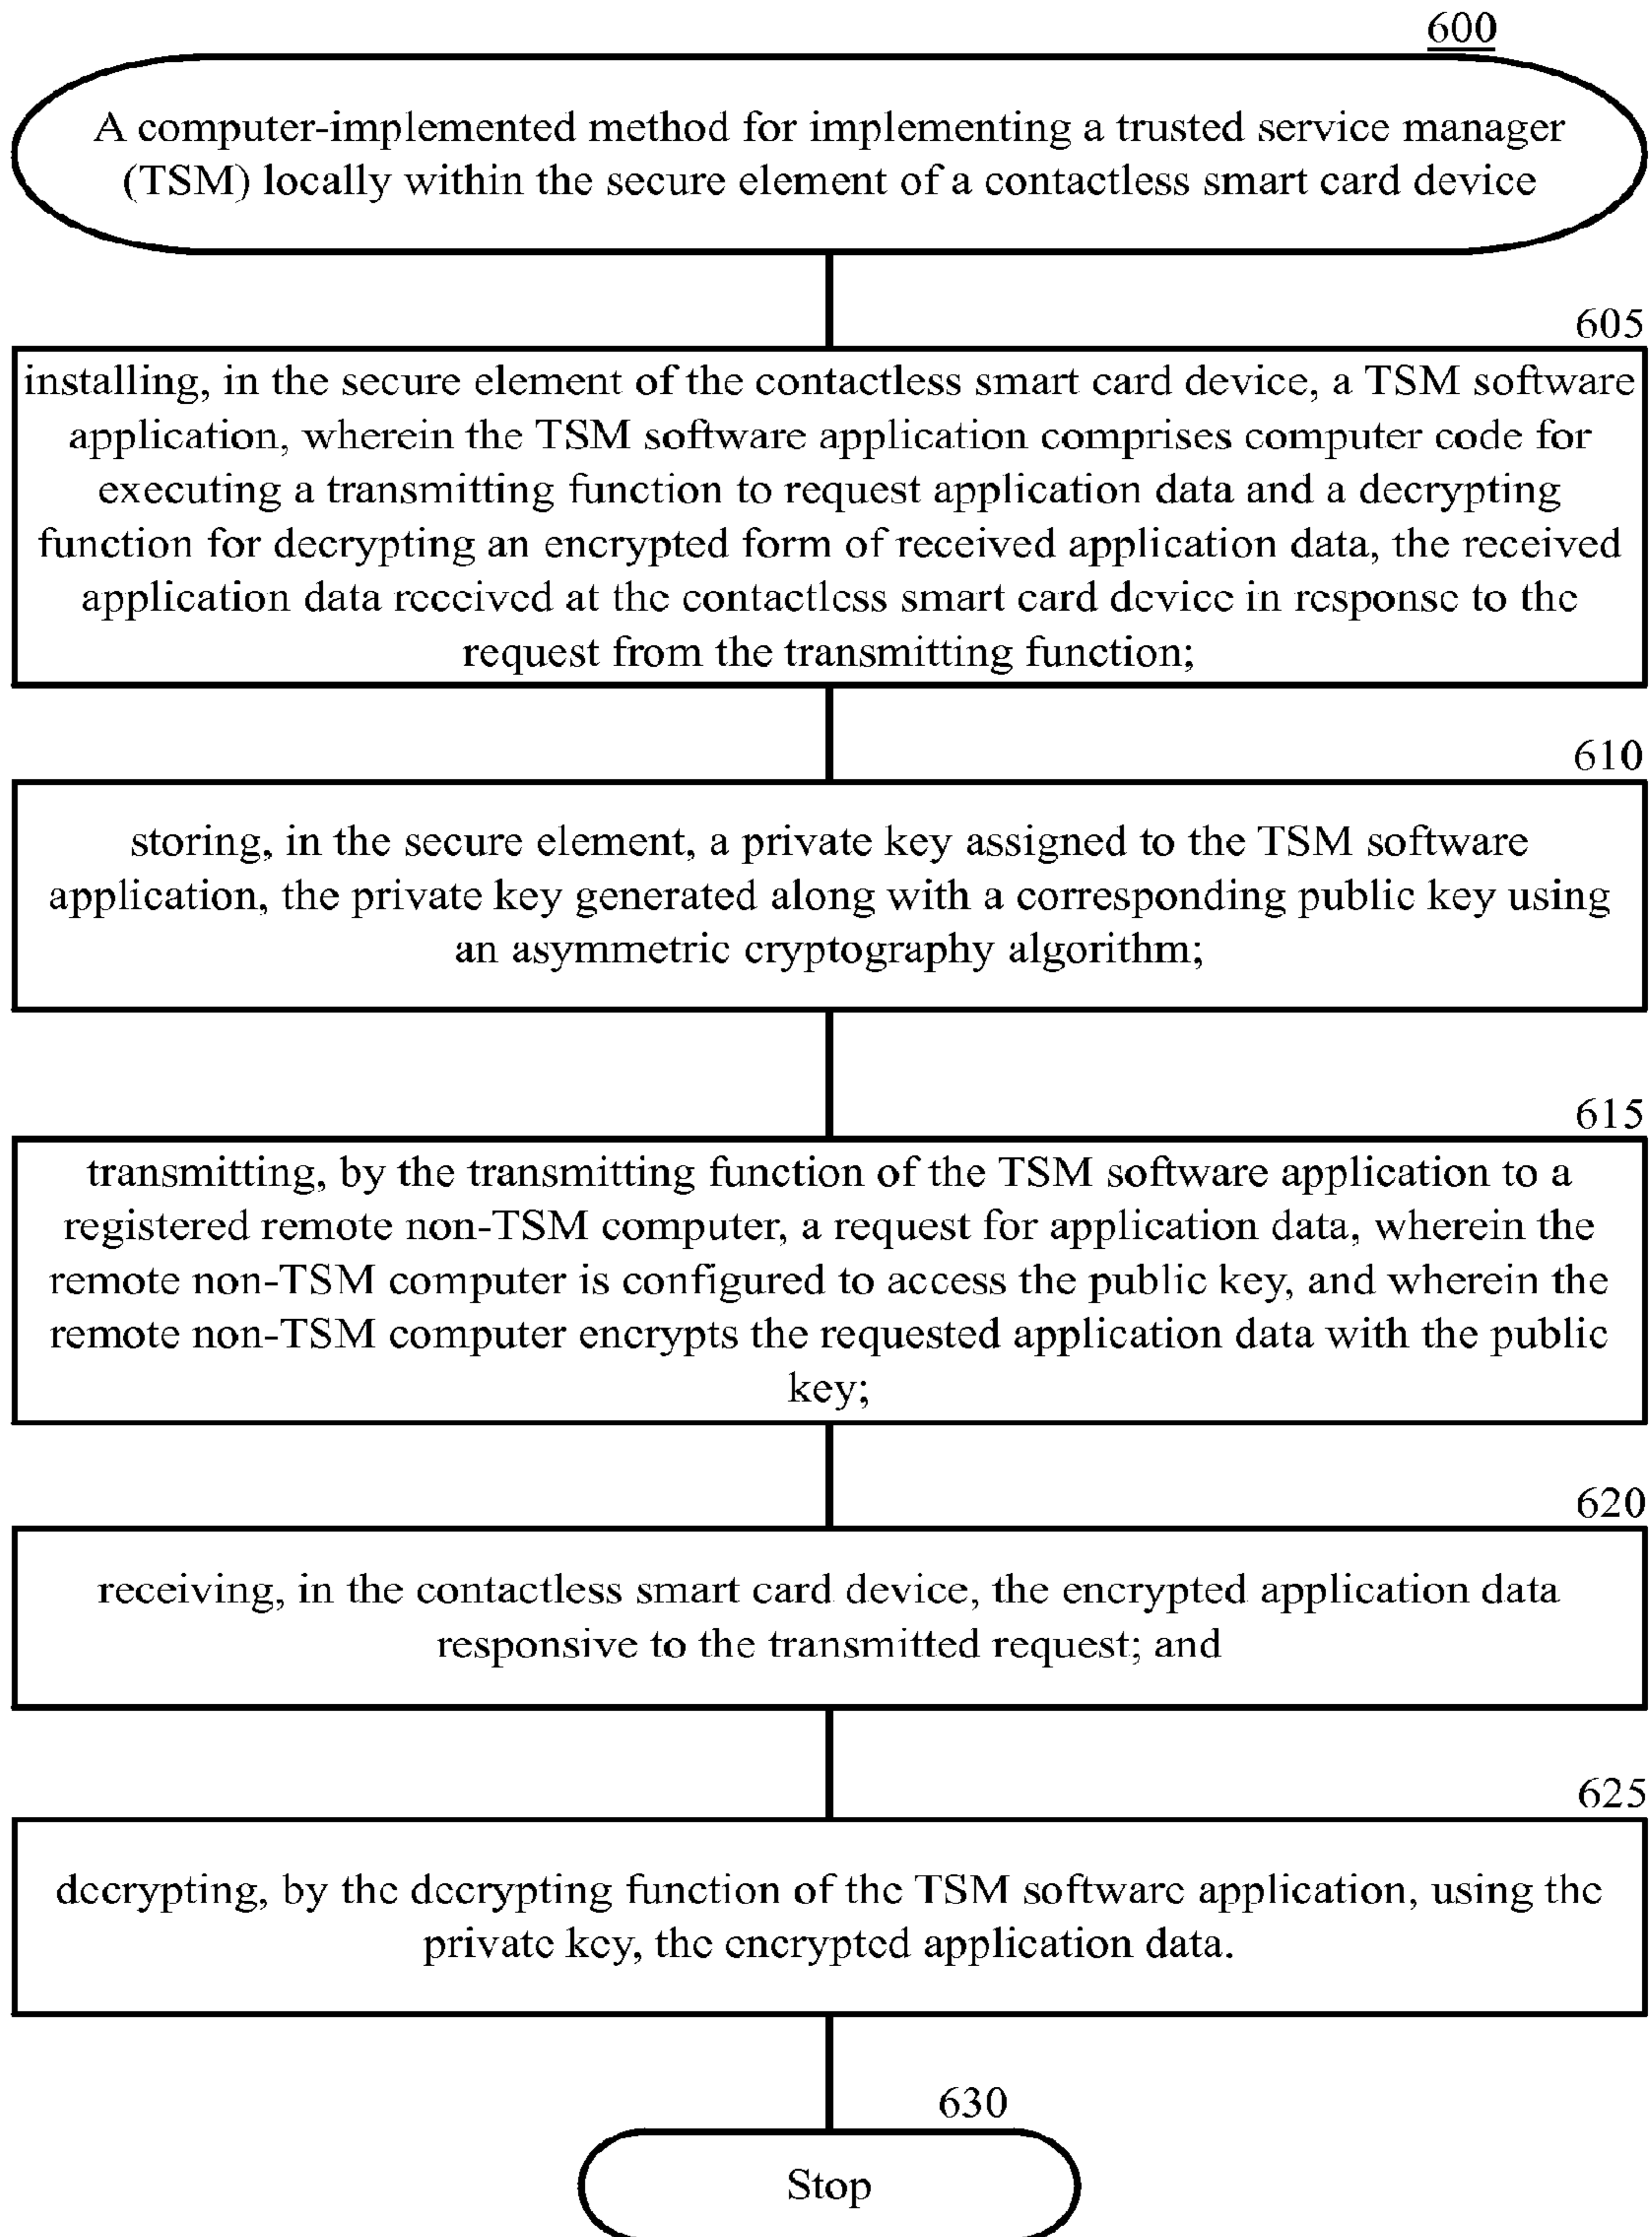 600
A computer-implemented method for implementing a trusted service manager
(TSM) locally within the secure element of a contactless smart card device
605
installing, in the secure element of the contactless smart card device, a TSM software
application, wherein the TSM software application comprises computer code for
executing a transmitting function to request application data and a decrypting
function for decrypting an encrypted form of received application data, the received
application data received at the contactless smart card device in response to the
request from the transmitting function;
610
storing, in the secure element, a private key assigned to the TSM software
application, the private key generated along with a corresponding public key using
an asymmetric cryptography algorithm;
615
transmitting, by the transmitting function of the TSM software application to a
registered remote non-TSM computer, a request for application data, wherein the
remote non-TSM computer is configured to access the public key, and wherein the
remote non-TSM computer encrypts the requested application data with the public
key;
620
receiving, in the contactless smart card device, the encrypted application data
responsive to the transmitted request; and
625
decrypting, by the decrypting function of the TSM software application, using the
private key, the encrypted application data.
630
Stop